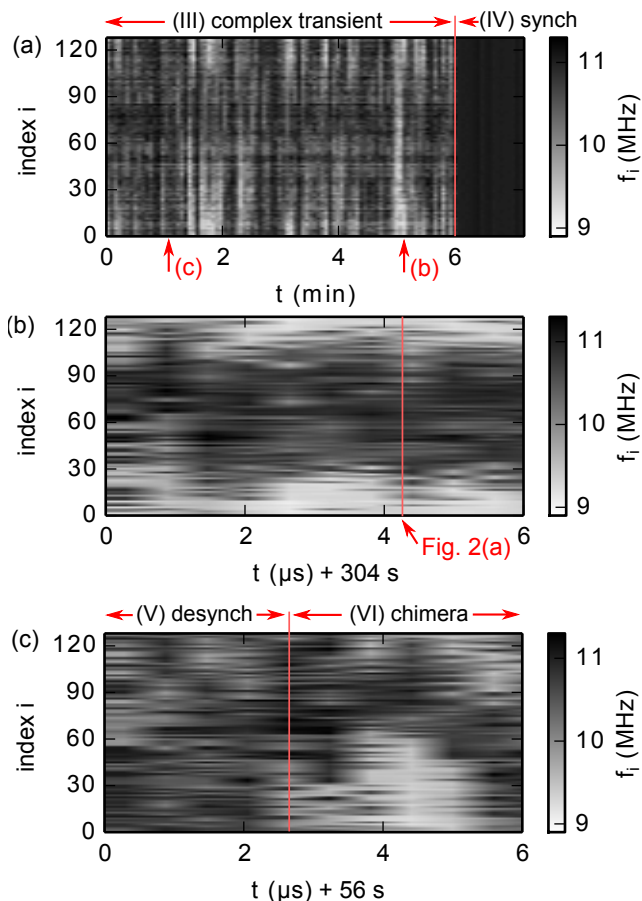 (III) complex transient (IV) synch
(a)
120
90
60
30
0
index i
0 2 4 6
(c) (b)
t (min)
11
10
9
f_i (MHz)
(b)
120
90
60
30
0
index i
0 2 4 6
Fig. 2(a)
t (μs) + 304 s
11
10
9
f_i (MHz)
(V) desynch (VI) chimera
(c)
120
90
60
30
0
index i
0 2 4 6
t (μs) + 56 s
11
10
9
f_i (MHz)